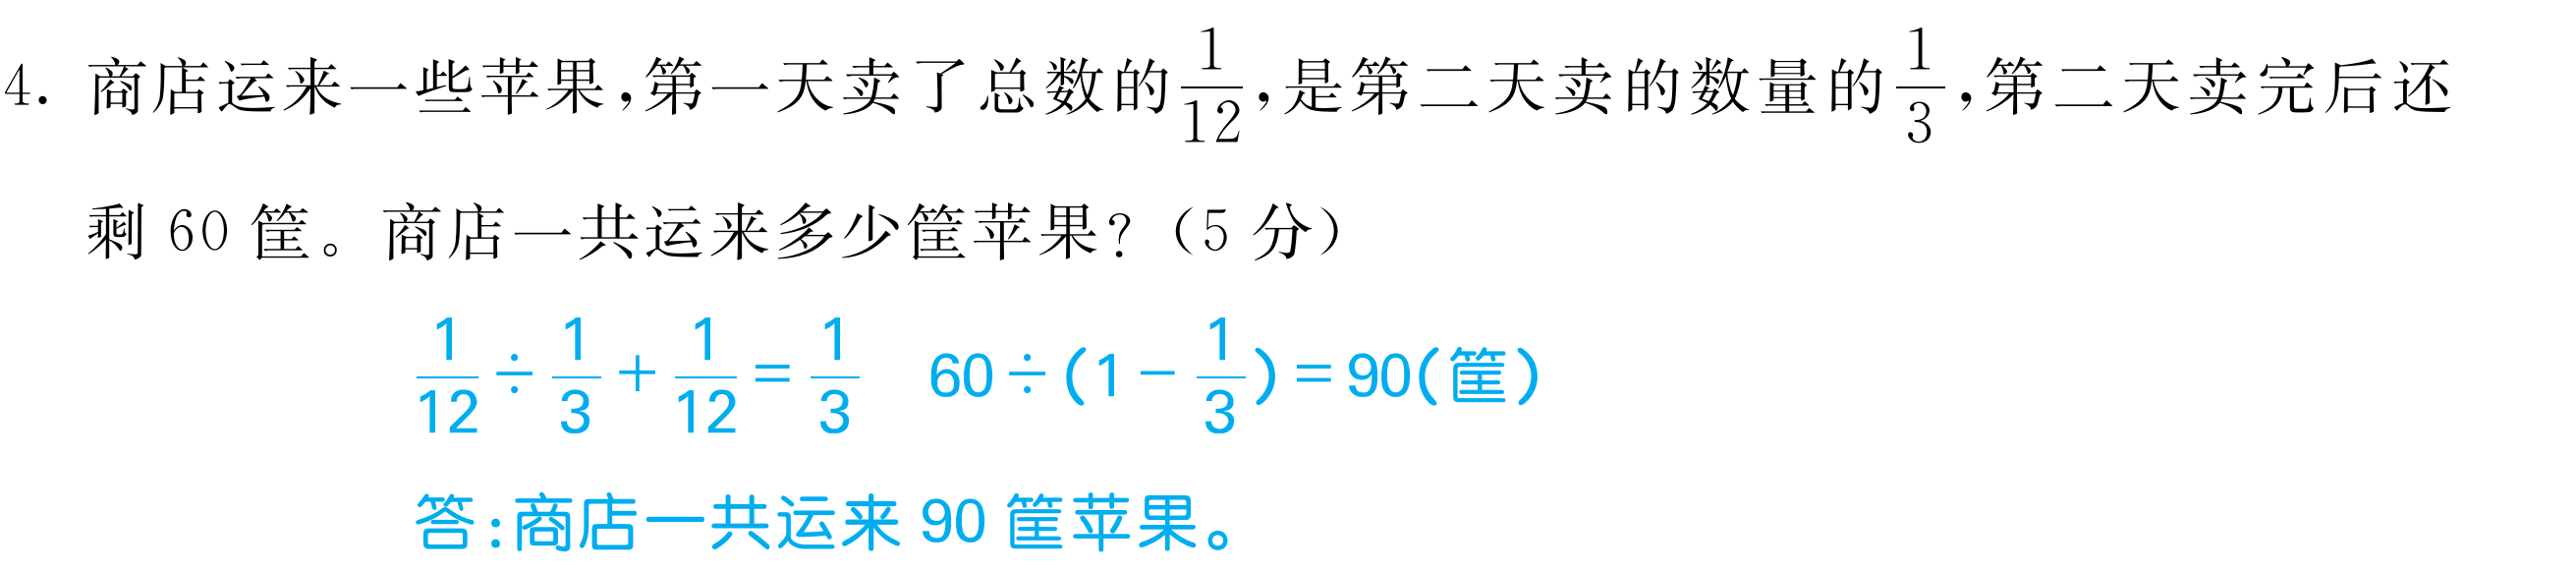 4. 商店运来一些苹果,第一天卖了总数的1/12,是第二天卖的数量的1/3,第二天卖完后还
剩 60 筐。商店一共运来多少筐苹果?(5 分)
1/12÷1/3+1/12=1/3 60÷(1-1/3)=90(筐)
答:商店一共运来 90 筐苹果。